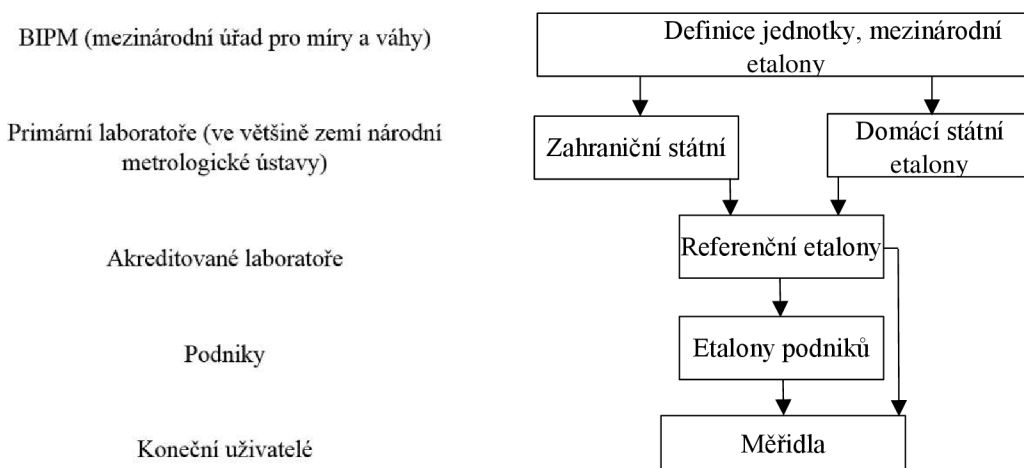 BIPM (mezinárodní úřad pro míry a váhy)
Definice jednotky, mezinárodní
etalony
Primární laboratoře (ve většině zemí národní
metrologické ústavy)
Zahraniční státní
Domácí státní
etalony
Akreditované laboratoře
Referenční etalony
Podniky
Etalony podniků
Koneční uživatelé
Měřidla